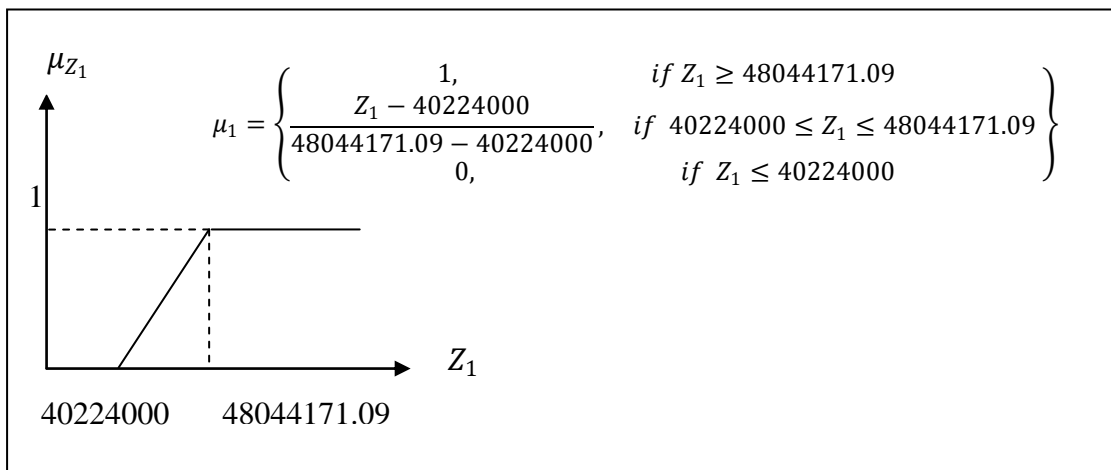 μ_{Z_1}
1, if Z_1 ≥ 48044171.09
μ_1 = { \frac{Z_1 − 40224000}{48044171.09 − 40224000}, if 40224000 ≤ Z_1 ≤ 48044171.09 }
0, if Z_1 ≤ 40224000
1
Z_1
40224000 48044171.09